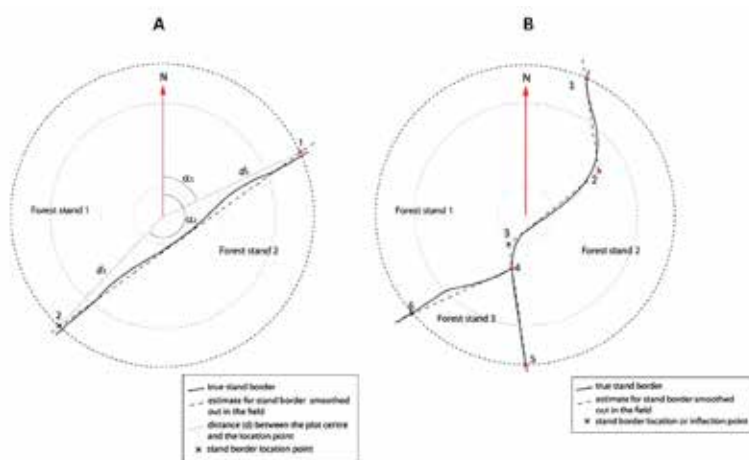 A
N
1
α₁
d₁
α₂
Forest stand 1
Forest stand 2
2
true stand border
estimate for stand border smoothed
out in the field
distance (d) between the plot centre
and the location point
stand border location point
B
N
1
2
Forest stand 1
3
Forest stand 2
4
6
Forest stand 3
5
true stand border
estimate for stand border smoothed
out in the field
stand border location or inflection point